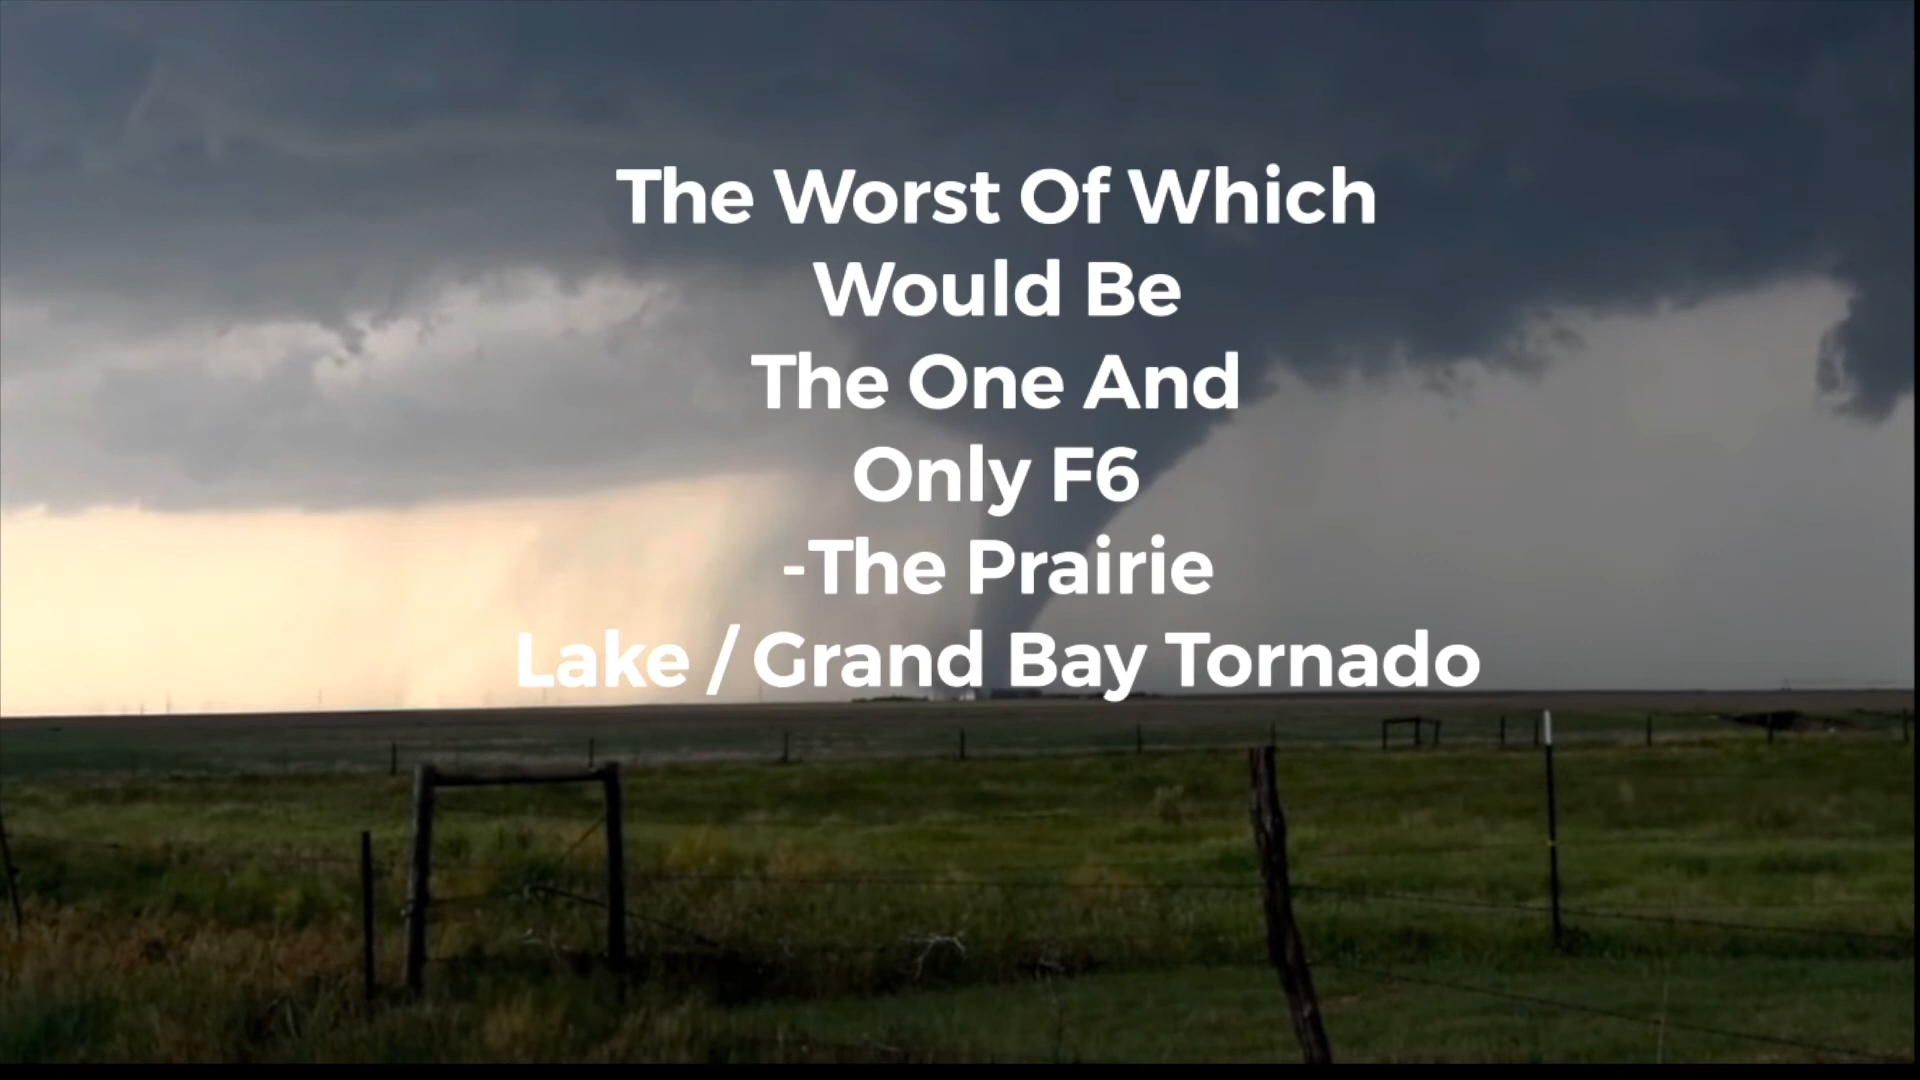 The Worst Of Which
Would Be
The One And
Only F6
-The Prairie
Lake / Grand Bay Tornado